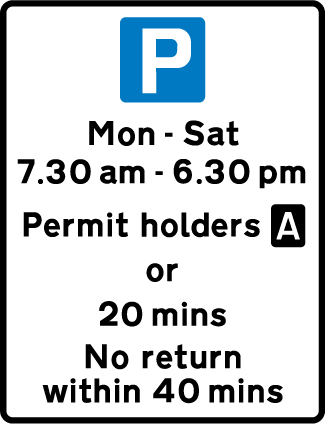 P
Mon - Sat
7.30 am - 6.30 pm
Permit holders A
or
20 mins
No return
within 40 mins